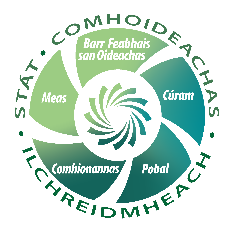 STÁT • COMHOIDEACHAS
• ILCHREIDMHEACH •
Barr Feabhais
san Oideachas
Meas
Cúram
Comhionannas
Pobal